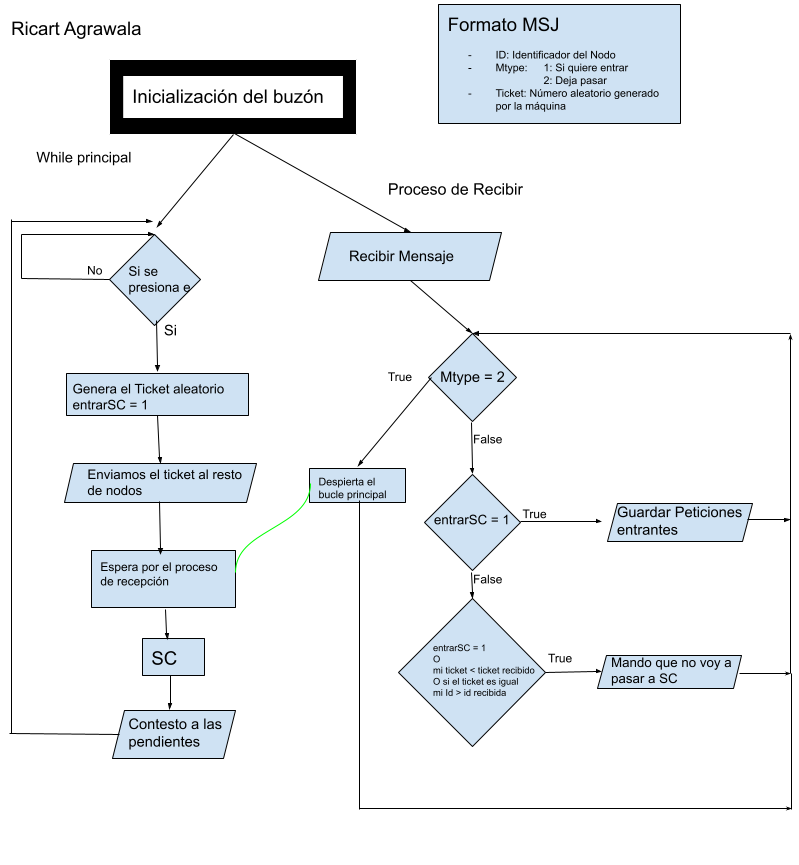 Ricart Agrawala
Formato MSJ
- ID: Identificador del Nodo
- Mtype: 1: Si quiere entrar
2: Deja pasar
- Ticket: Número aleatorio generado
por la máquina
Inicialización del buzón
While principal
Proceso de Recibir
Recibir Mensaje
No
Si se
presiona e
Si
True
Mtype = 2
Genera el Ticket aleatorio
entrarSC = 1
False
Enviamos el ticket al resto
de nodos
Despierta el
bucle principal
entrarSC = 1
True
Guardar Peticiones
entrantes
Espera por el proceso
de recepción
False
SC
entrarSC = 1
O
mi ticket < ticket recibido
O si el ticket es igual
mi Id > id recibida
True
Mando que no voy a
pasar a SC
Contesto a las
pendientes